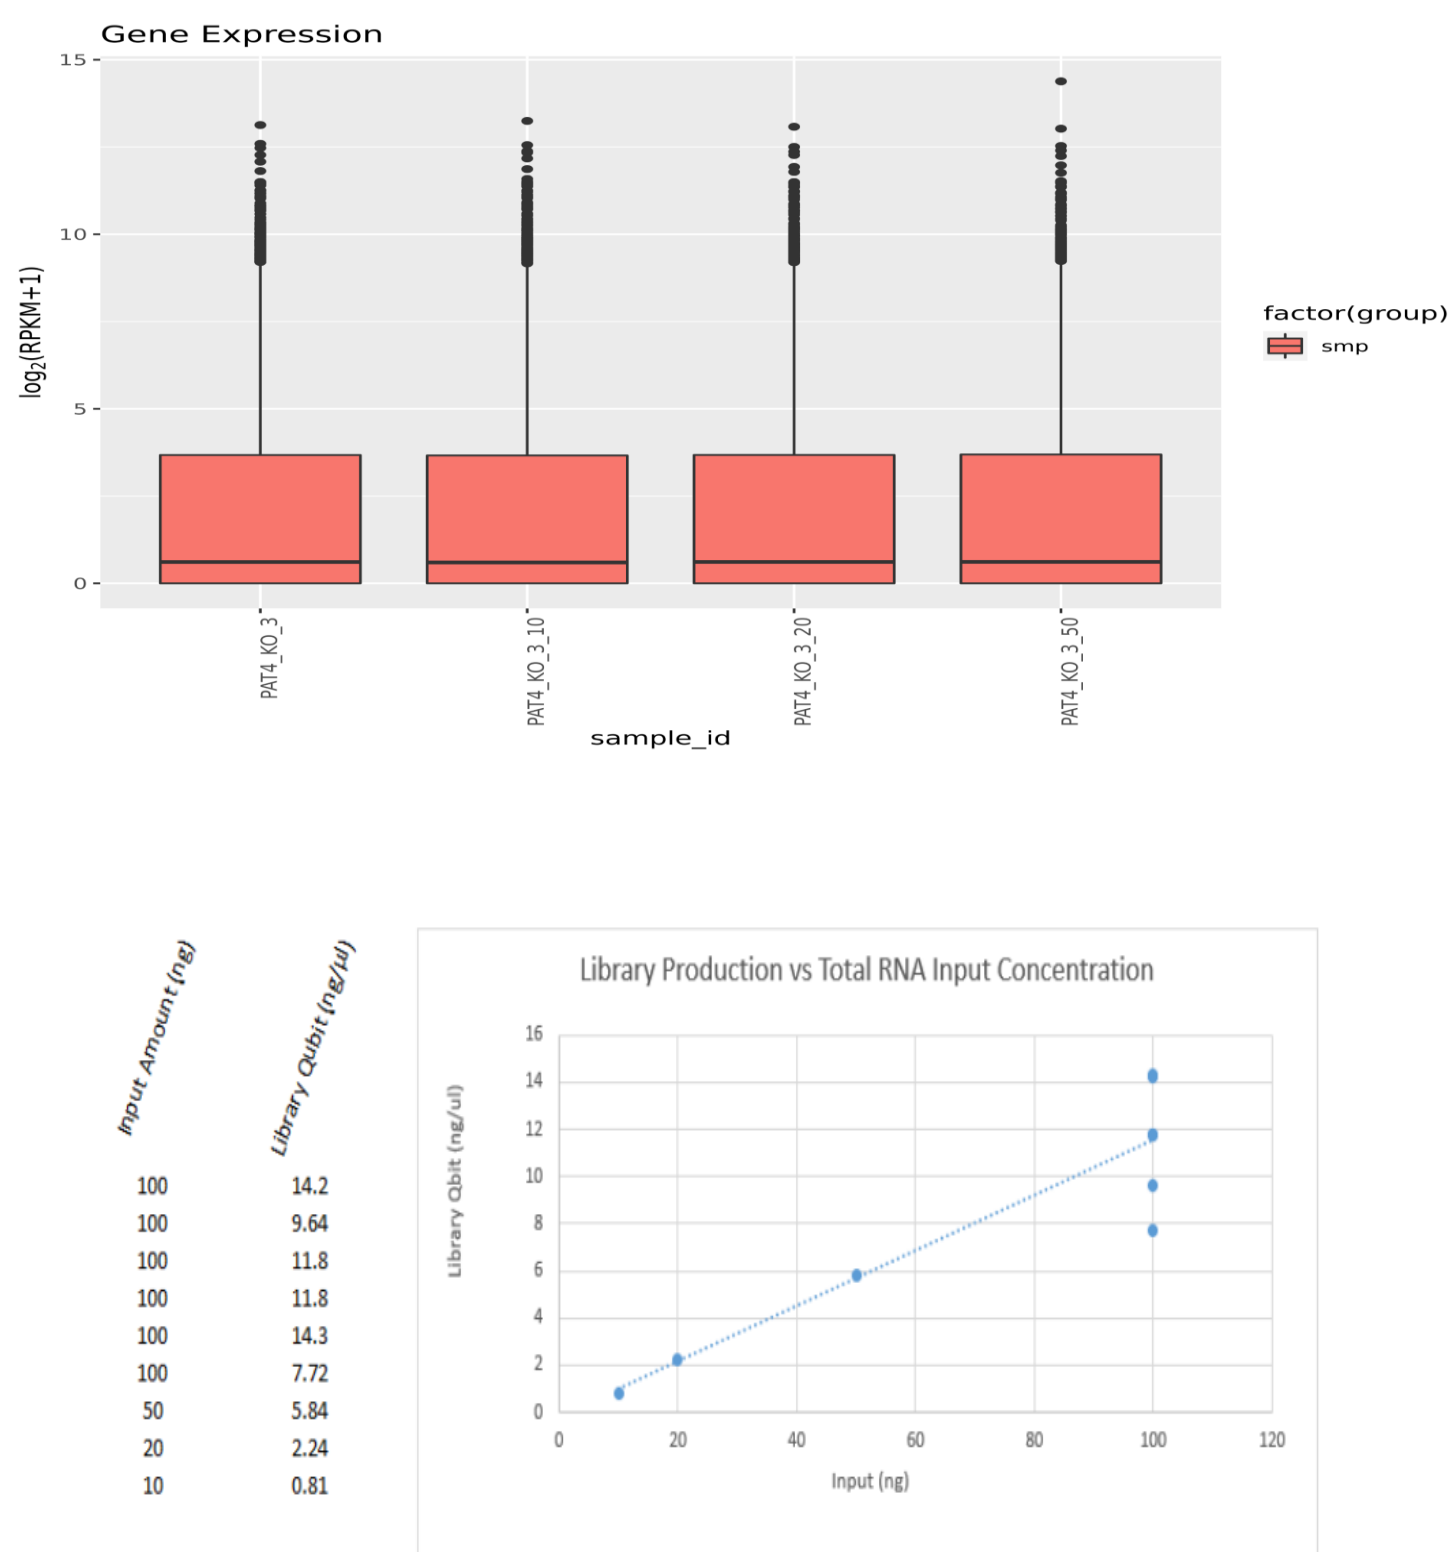 Gene Expression
15
10
5
0
log2(RPKM+1)
PAT4_KO_3
PAT4_KO_3_10
PAT4_KO_3_20
PAT4_KO_3_50
sample_id
factor(group)
smp
Input Amount (ng)
Library Qubit (ng/µl)
100 14.2
100 9.64
100 11.8
100 11.8
100 14.3
100 7.72
50 5.84
20 2.24
10 0.81
Library Production vs Total RNA Input Concentration
Library Qbit (ng/ul)
16
14
12
10
8
6
4
2
0
0 20 40 60 80 100 120
Input (ng)